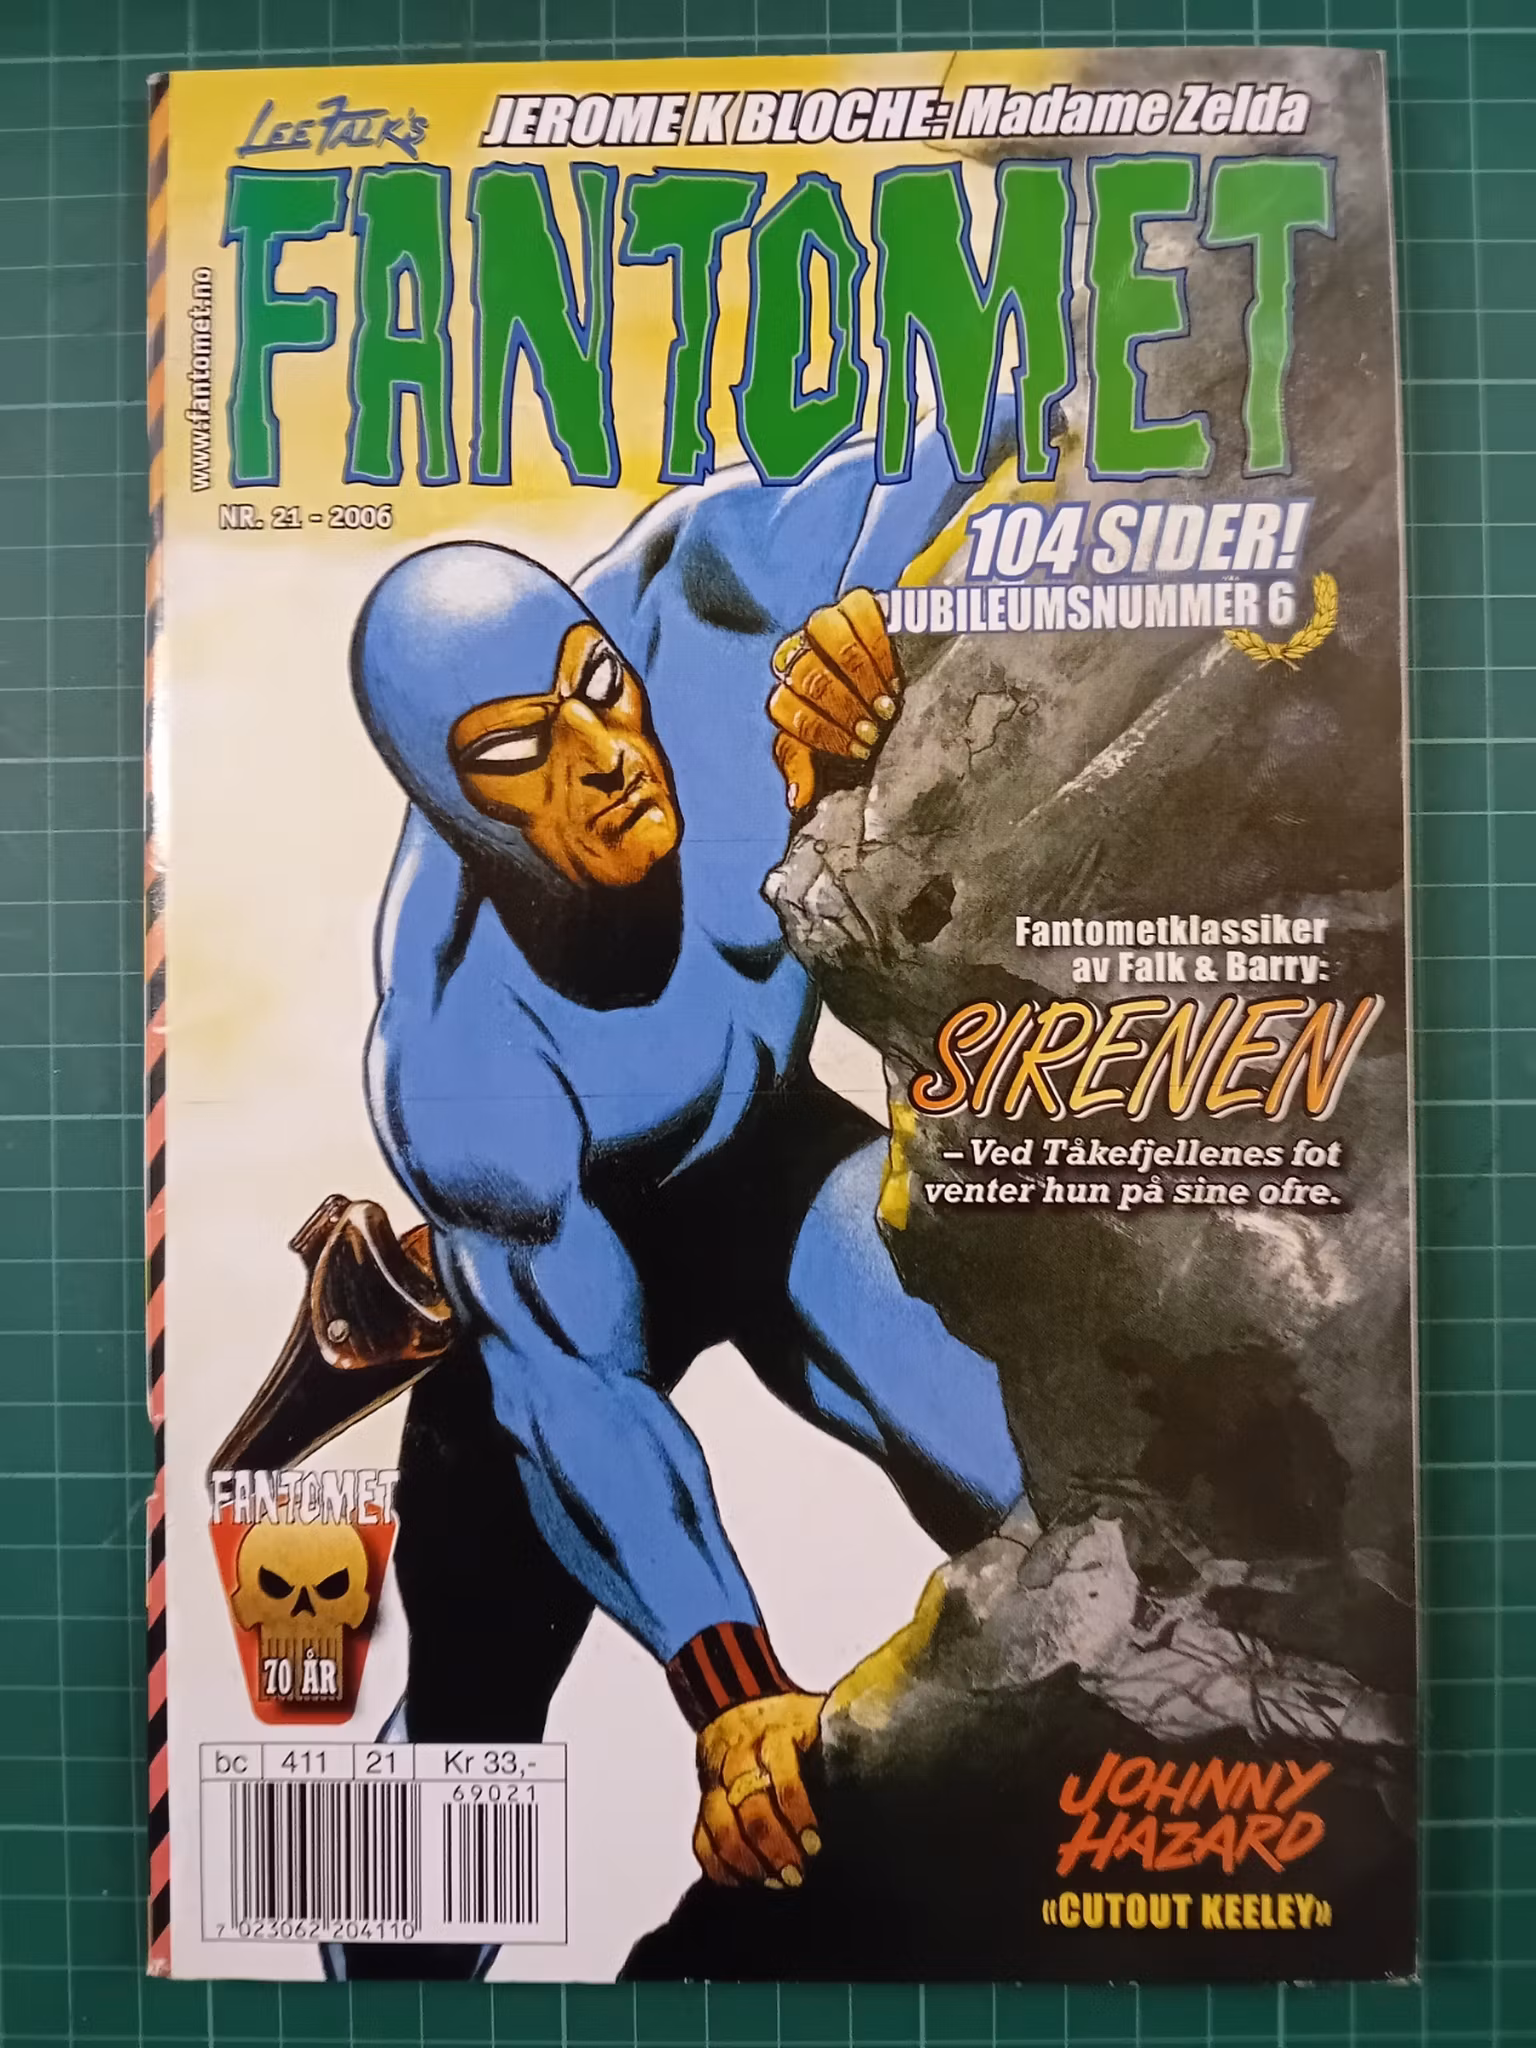 LEE FALK'S
JEROME K BLOCHE: Madame Zelda
FANTOMET
www.fantomet.no
NR. 21 - 2006
104 SIDER!
JUBILEUMSNUMMER 6
Fantometklassiker
av Falk & Barry:
SIRENEN
– Ved Tåkefjellenes fot
venter hun på sine ofre.
FANTOMET
70 ÅR
bc 411 21 Kr 33,-
69021
7 023062 204110
JOHNNY
HAZARD
«CUTOUT KEELEY»